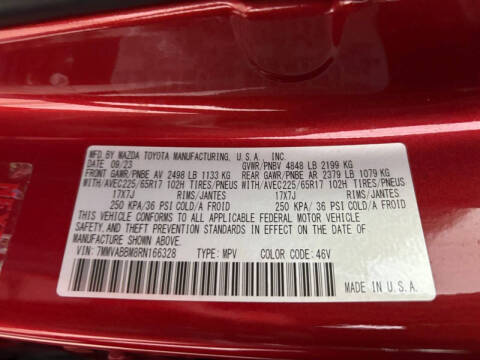 MFD. BY MAZDA TOYOTA MANUFACTURING, U.S.A., INC.
DATE 09/23 GVWR/PNBV 4848 LB 2199 KG
FRONT GAWR/PNBE AV 2498 LB 1133 KG REAR GAWR/PNBE AR 2379 LB 1079 KG
WITH/AVEC225/65R17 102H TIRES/PNEUS WITH/AVEC225/65R17 102H TIRES/PNEUS
17X7J RIMS/JANTES 17X7J RIMS/JANTES
250 KPA/36 PSI COLD/A FROID 250 KPA/ 36 PSI COLD/A FROID
THIS VEHICLE CONFORMS TO ALL APPLICABLE FEDERAL MOTOR VEHICLE
SAFETY,AND THEFT PREVENTION STANDARDS IN EFFECT ON THE DATE OF
MANUFACTURE SHOWN ABOVE.
VIN: 7MMVABBM8RN166328 TYPE: MPV COLOR CODE: 46V
MADE IN U.S.A.